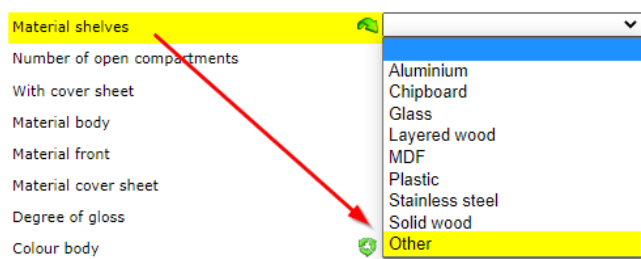 Material shelves
Number of open compartments
With cover sheet
Material body
Material front
Material cover sheet
Degree of gloss
Colour body
Aluminium
Chipboard
Glass
Layered wood
MDF
Plastic
Stainless steel
Solid wood
Other